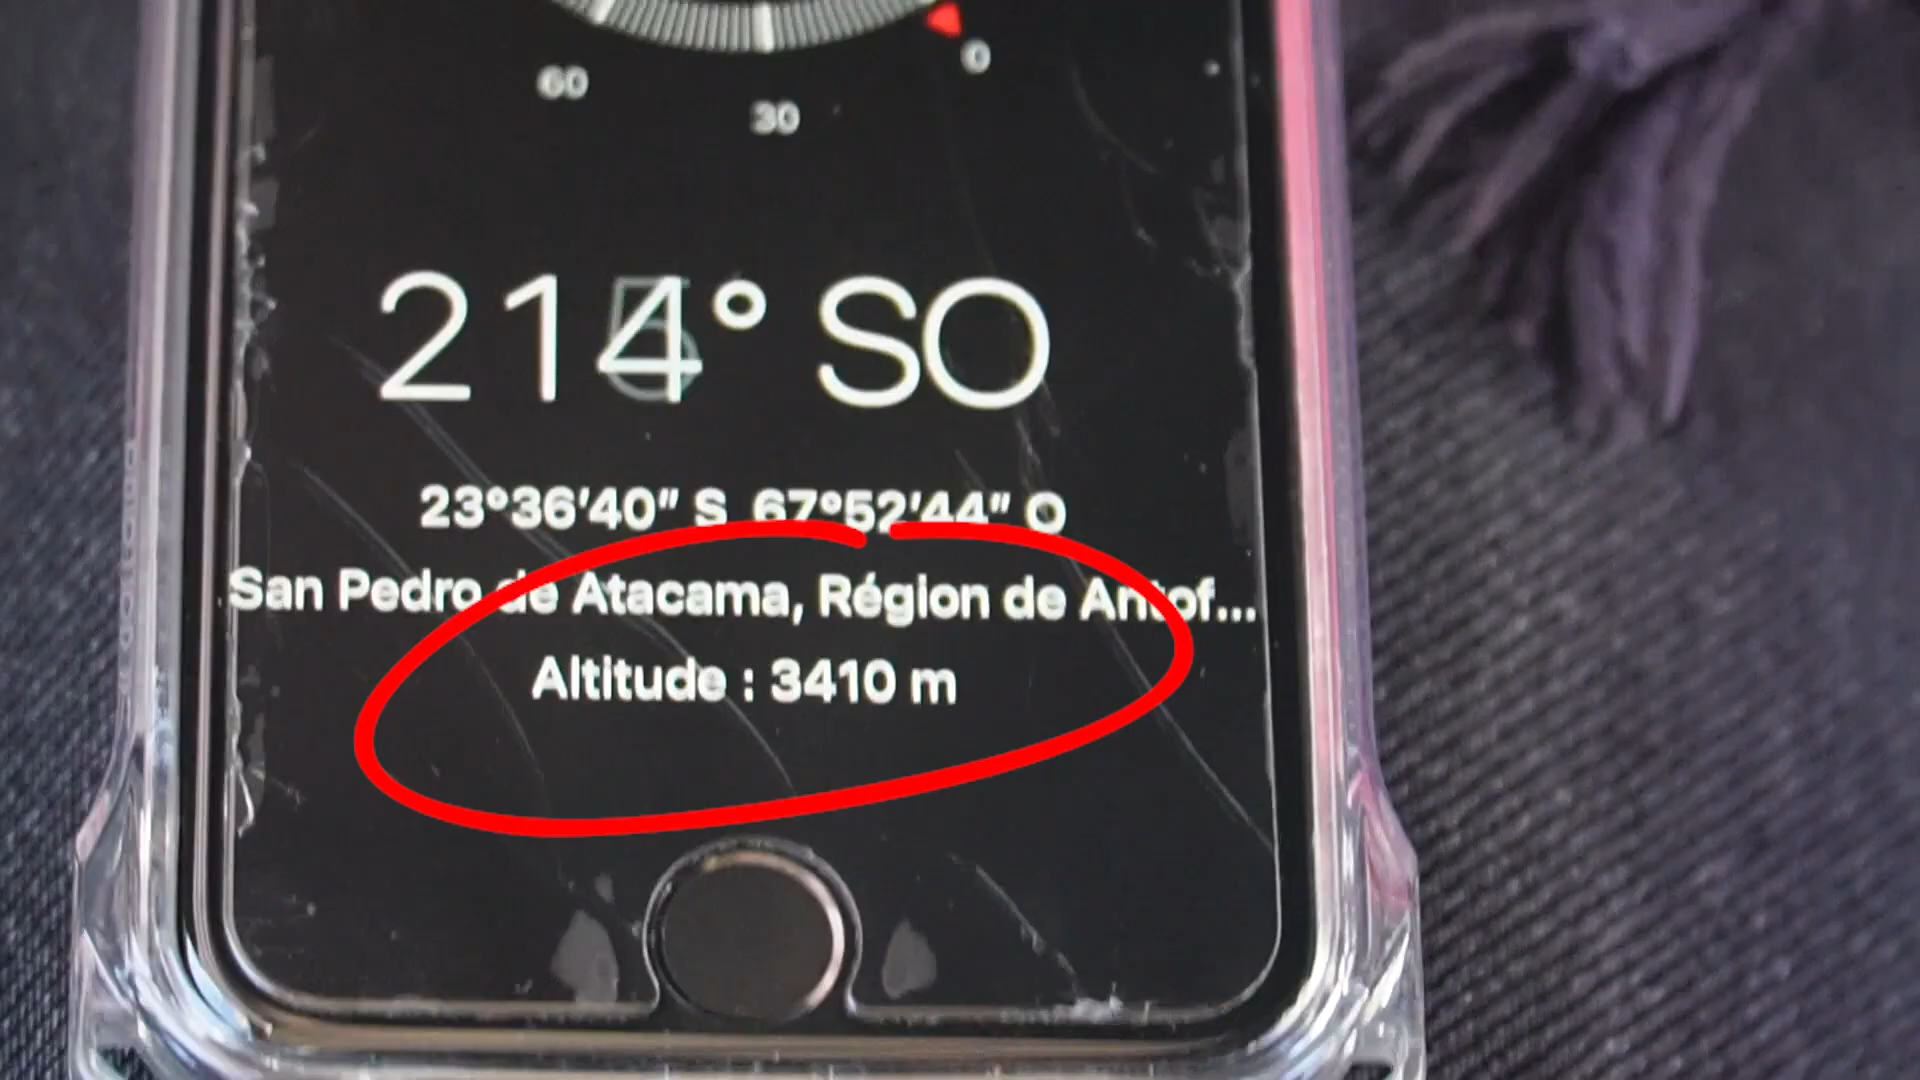 60
30
0
214° SO
23°36'40" S 67°52'44" O
San Pedro de Atacama, Région de Antof...
Altitude : 3410 m